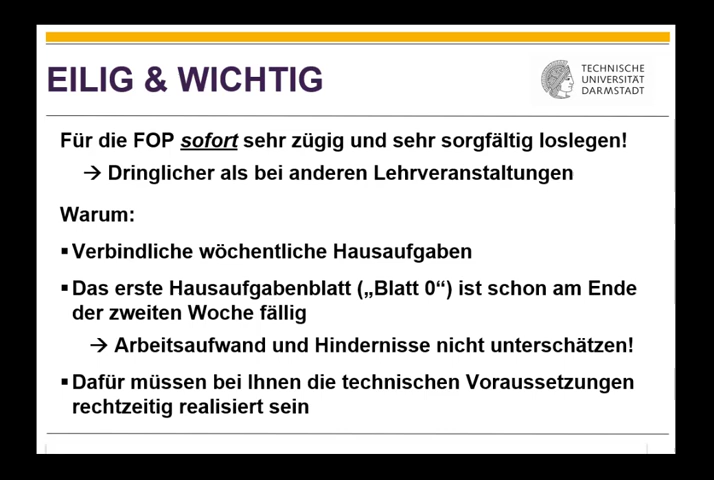 EILIG & WICHTIG
TECHNISCHE
UNIVERSITÄT
DARMSTADT
Für die FOP sofort sehr zügig und sehr sorgfältig loslegen!
→ Dringlicher als bei anderen Lehrveranstaltungen
Warum:
▪ Verbindliche wöchentliche Hausaufgaben
▪ Das erste Hausaufgabenblatt („Blatt 0“) ist schon am Ende
der zweiten Woche fällig
→ Arbeitsaufwand und Hindernisse nicht unterschätzen!
▪ Dafür müssen bei Ihnen die technischen Voraussetzungen
rechtzeitig realisiert sein